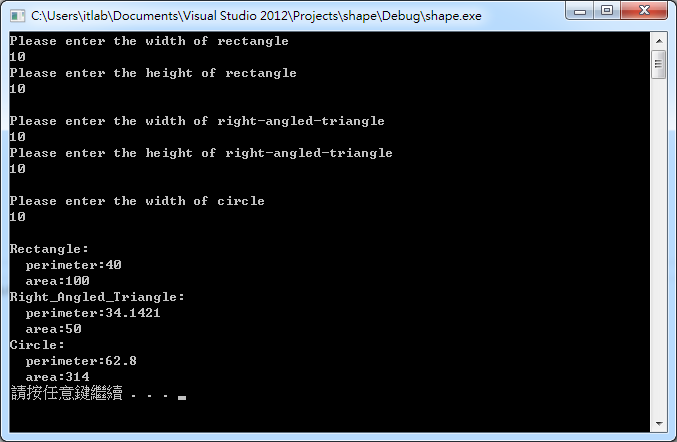 C:\Users\itlab\Documents\Visual Studio 2012\Projects\shape\Debug\shape.exe
Please enter the width of rectangle
10
Please enter the height of rectangle
10
Please enter the width of right-angled-triangle
10
Please enter the height of right-angled-triangle
10
Please enter the width of circle
10
Rectangle:
  perimeter:40
  area:100
Right_Angled_Triangle:
  perimeter:34.1421
  area:50
Circle:
  perimeter:62.8
  area:314
請按任意鍵繼續 . . .